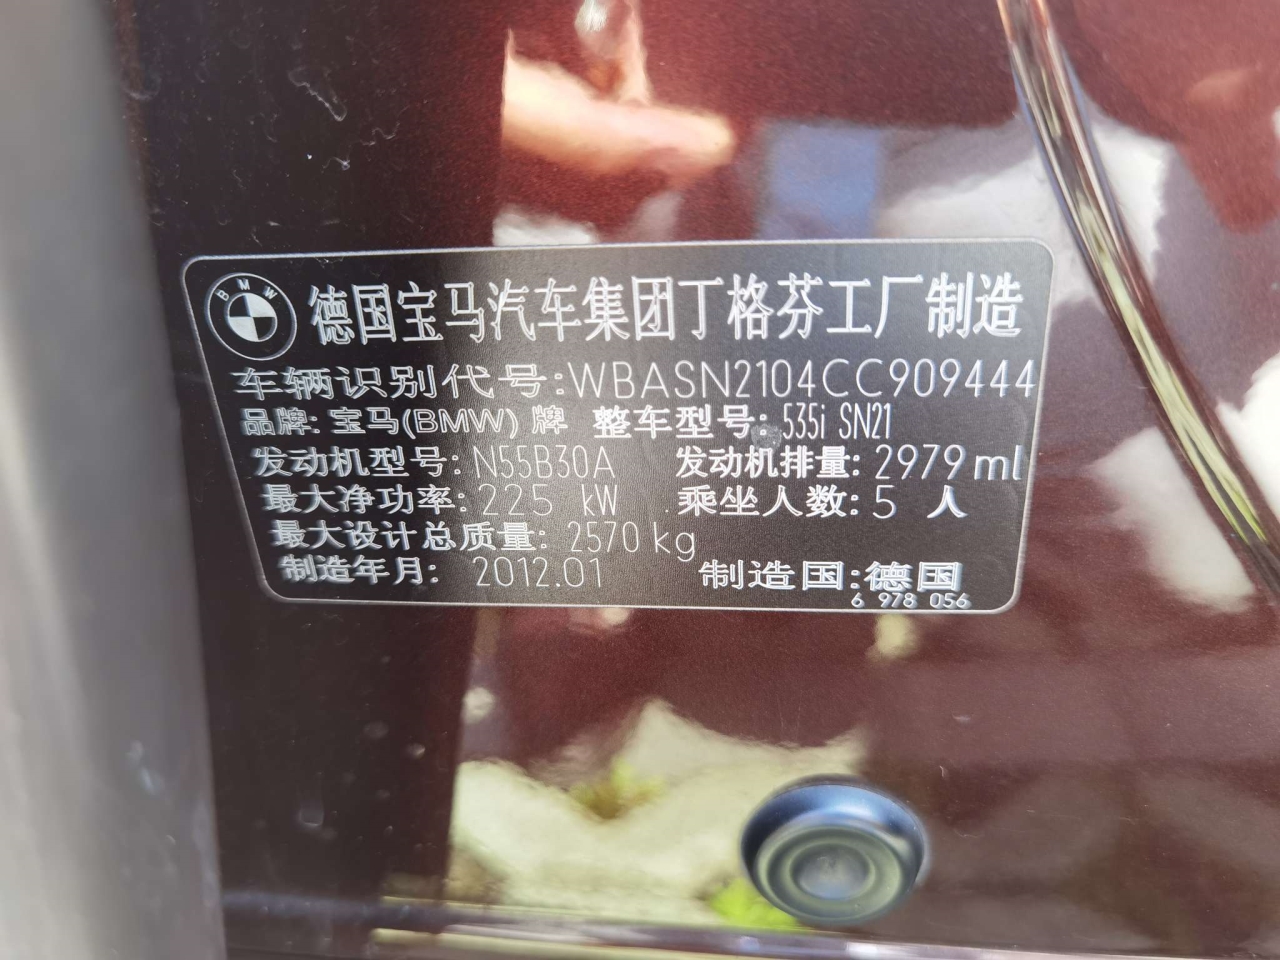 BMW
德国宝马汽车集团丁格芬工厂制造
车辆识别代号:WBASN2104CC909444
品牌: 宝马(BMW) 牌 整车型号: 535i SN21
发动机型号: N55B30A 发动机排量: 2979 ml
最大净功率: 225 kW 乘坐人数: 5 人
最大设计总质量: 2570 kg
制造年月: 2012.01 制造国:德国
6 978 056